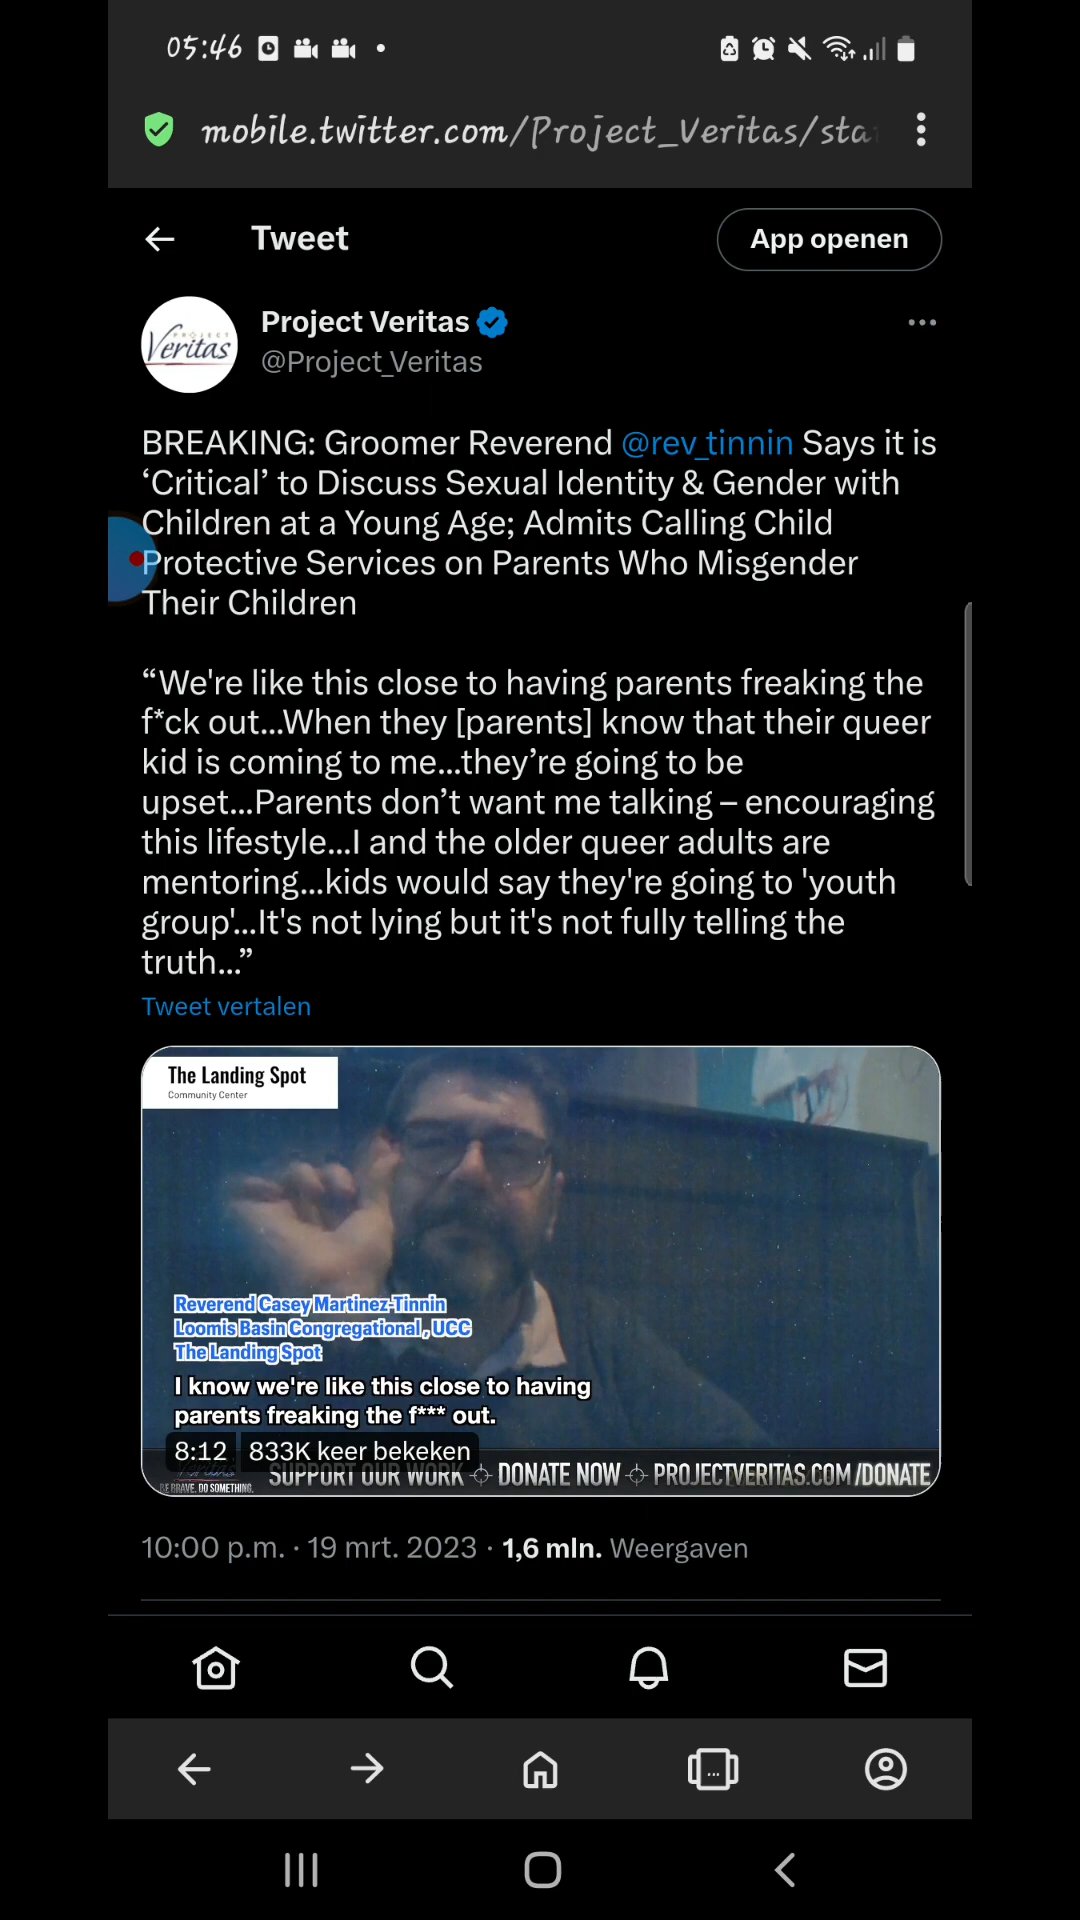 05:46
mobile.twitter.com/Project_Veritas/sta
Tweet
App openen
PROJECT
Veritas
Project Veritas
@Project_Veritas
BREAKING: Groomer Reverend @rev_tinnin Says it is
‘Critical’ to Discuss Sexual Identity & Gender with
Children at a Young Age; Admits Calling Child
Protective Services on Parents Who Misgender
Their Children
“We're like this close to having parents freaking the
f*ck out...When they [parents] know that their queer
kid is coming to me...they’re going to be
upset...Parents don’t want me talking – encouraging
this lifestyle...I and the older queer adults are
mentoring...kids would say they're going to 'youth
group'...It's not lying but it's not fully telling the
truth...”
Tweet vertalen
The Landing Spot
Community Center
Reverend Casey Martinez-Tinnin
Loomis Basin Congregational, UCC
The Landing Spot
I know we're like this close to having
parents freaking the f*** out.
8:12 833K keer bekeken
Veritas
BE BRAVE. DO SOMETHING.
SUPPORT OUR WORK DONATE NOW PROJECTVERITAS.COM/DONATE
10:00 p.m. · 19 mrt. 2023 · 1,6 mln. Weergaven